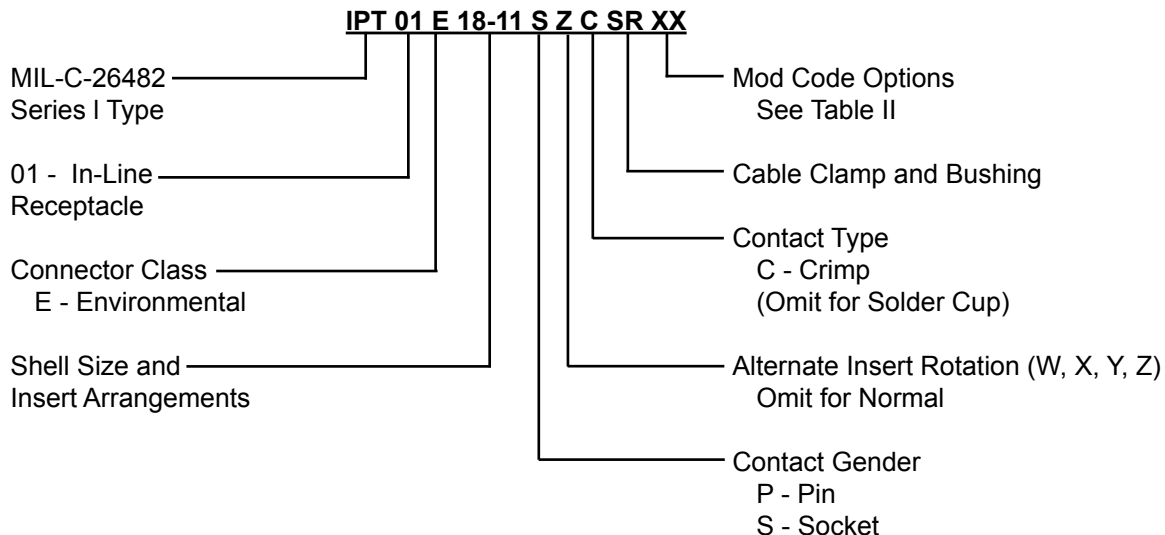 IPT 01 E 18-11 S Z C SR XX
MIL-C-26482
Series I Type
01 - In-Line
Receptacle
Connector Class
E - Environmental
Shell Size and
Insert Arrangements
Mod Code Options
See Table II
Cable Clamp and Bushing
Contact Type
C - Crimp
(Omit for Solder Cup)
Alternate Insert Rotation (W, X, Y, Z)
Omit for Normal
Contact Gender
P - Pin
S - Socket